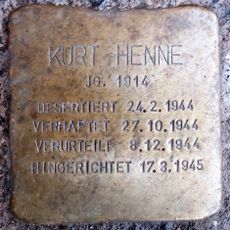 KURT HENNE
JG. 1914
DESERTIERT 24.2.1944
VERHAFTET 27.10.1944
VERURTEILT 8.12.1944
HINGERICHTET 17.3.1945